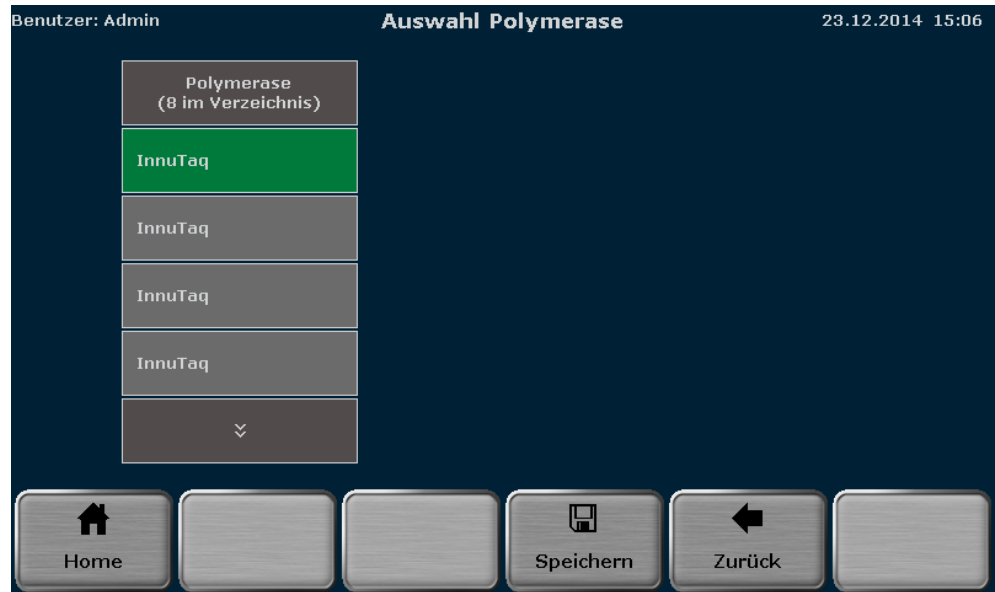 Benutzer: Admin
Auswahl Polymerase
23.12.2014 15:06
Polymerase
(8 im Verzeichnis)
InnuTaq
InnuTaq
InnuTaq
InnuTaq
Home
Speichern
Zurück